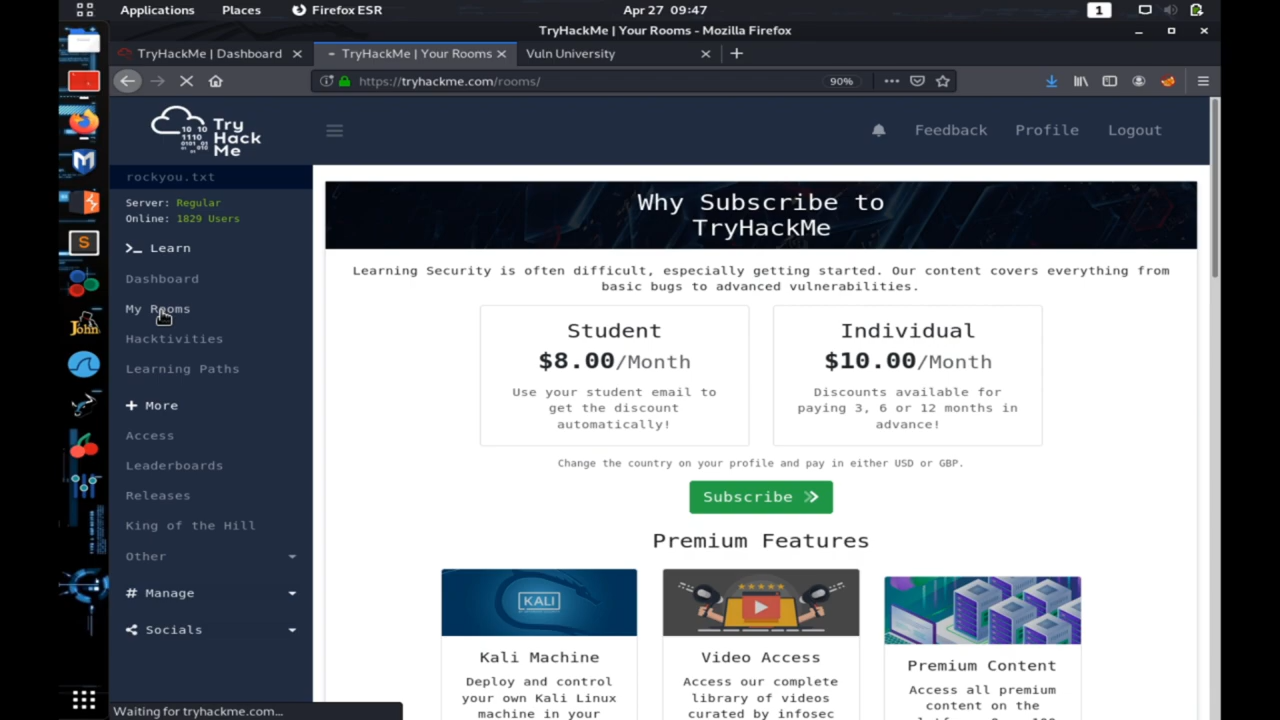 Applications Places Firefox ESR Apr 27 09:47 1
TryHackMe | Your Rooms - Mozilla Firefox
TryHackMe | Dashboard
TryHackMe | Your Rooms
Vuln University
https://tryhackme.com/rooms/ 90%
10 10
1110
0101 01
01 010
Try
Hack
Me
Feedback Profile Logout
rockyou.txt
Server: Regular
Online: 1829 Users
>_ Learn
Dashboard
My Rooms
Hacktivities
Learning Paths
+ More
Access
Leaderboards
Releases
King of the Hill
Other
# Manage
Socials
Why Subscribe to
TryHackMe
Learning Security is often difficult, especially getting started. Our content covers everything from
basic bugs to advanced vulnerabilities.
Student
$8.00/Month
Use your student email to
get the discount
automatically!
Individual
$10.00/Month
Discounts available for
paying 3, 6 or 12 months in
advance!
Change the country on your profile and pay in either USD or GBP.
Subscribe
Premium Features
KALI
Kali Machine
Deploy and control
your own Kali Linux
machine in your
Video Access
Access our complete
library of videos
curated by infosec
Premium Content
Access all premium
content on the
S
John
Waiting for tryhackme.com...